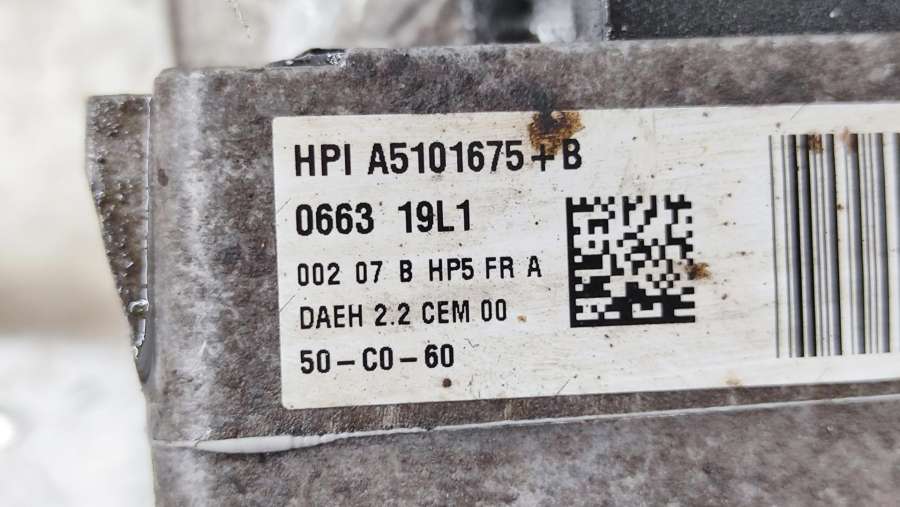 HPI A5101675+B
0663 19L1
002 07 B HP5 FR A
DAEH 2.2 CEM 00
50-C0-60